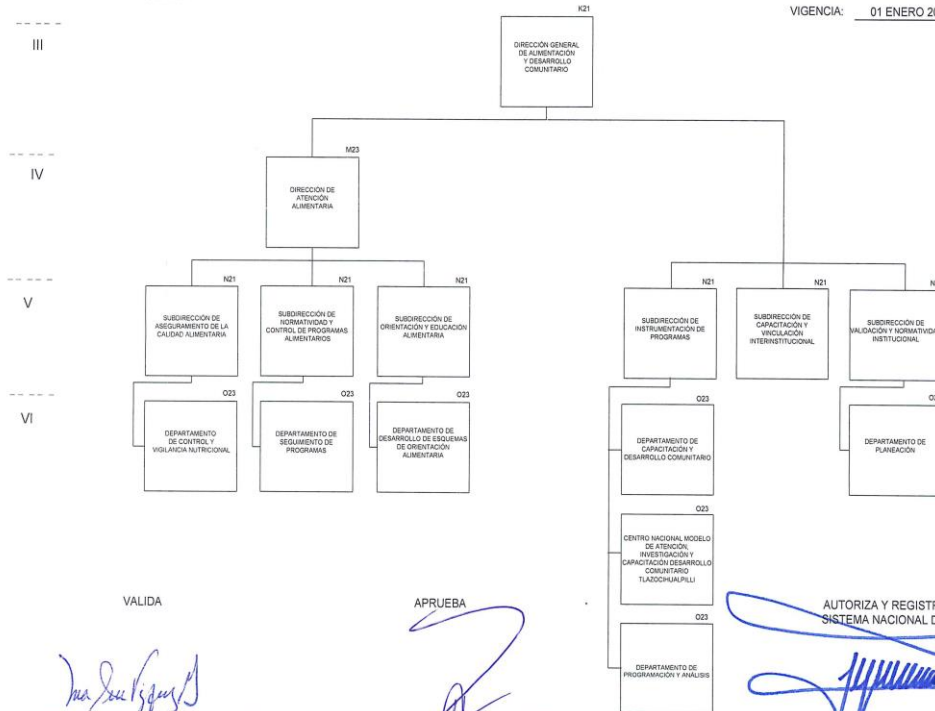 K21
VIGENCIA: 01 ENERO 20
III
DIRECCIÓN GENERAL
DE ALIMENTACIÓN
Y DESARROLLO
COMUNITARIO
M23
IV
DIRECCIÓN DE
ATENCIÓN
ALIMENTARIA
V
N21
SUBDIRECCIÓN DE
ASEGURAMIENTO DE LA
CALIDAD ALIMENTARIA
N21
SUBDIRECCIÓN DE
NORMATIVIDAD Y
CONTROL DE PROGRAMAS
ALIMENTARIOS
N21
SUBDIRECCIÓN DE
ORIENTACIÓN Y EDUCACIÓN
ALIMENTARIA
N21
SUBDIRECCIÓN DE
INSTRUMENTACIÓN DE
PROGRAMAS
N21
SUBDIRECCIÓN DE
CAPACITACIÓN Y
VINCULACIÓN
INTERINSTITUCIONAL
N
SUBDIRECCIÓN DE
VALIDACIÓN Y NORMATIVIDA
INSTITUCIONAL
VI
O23
DEPARTAMENTO
DE CONTROL Y
VIGILANCIA NUTRICIONAL
O23
DEPARTAMENTO DE
SEGUIMIENTO DE
PROGRAMAS
O23
DEPARTAMENTO DE
DESARROLLO DE ESQUEMAS
DE ORIENTACIÓN
ALIMENTARIA
O23
DEPARTAMENTO DE
CAPACITACIÓN Y
DESARROLLO COMUNITARIO
O2
DEPARTAMENTO DE
PLANEACIÓN
O23
CENTRO NACIONAL MODELO
DE ATENCIÓN,
INVESTIGACIÓN Y
CAPACITACIÓN DESARROLLO
COMUNITARIO
TLAZOCIHUALPILLI
O23
DEPARTAMENTO DE
PROGRAMACIÓN Y ANÁLISIS
VALIDA
APRUEBA
AUTORIZA Y REGISTR
SISTEMA NACIONAL D